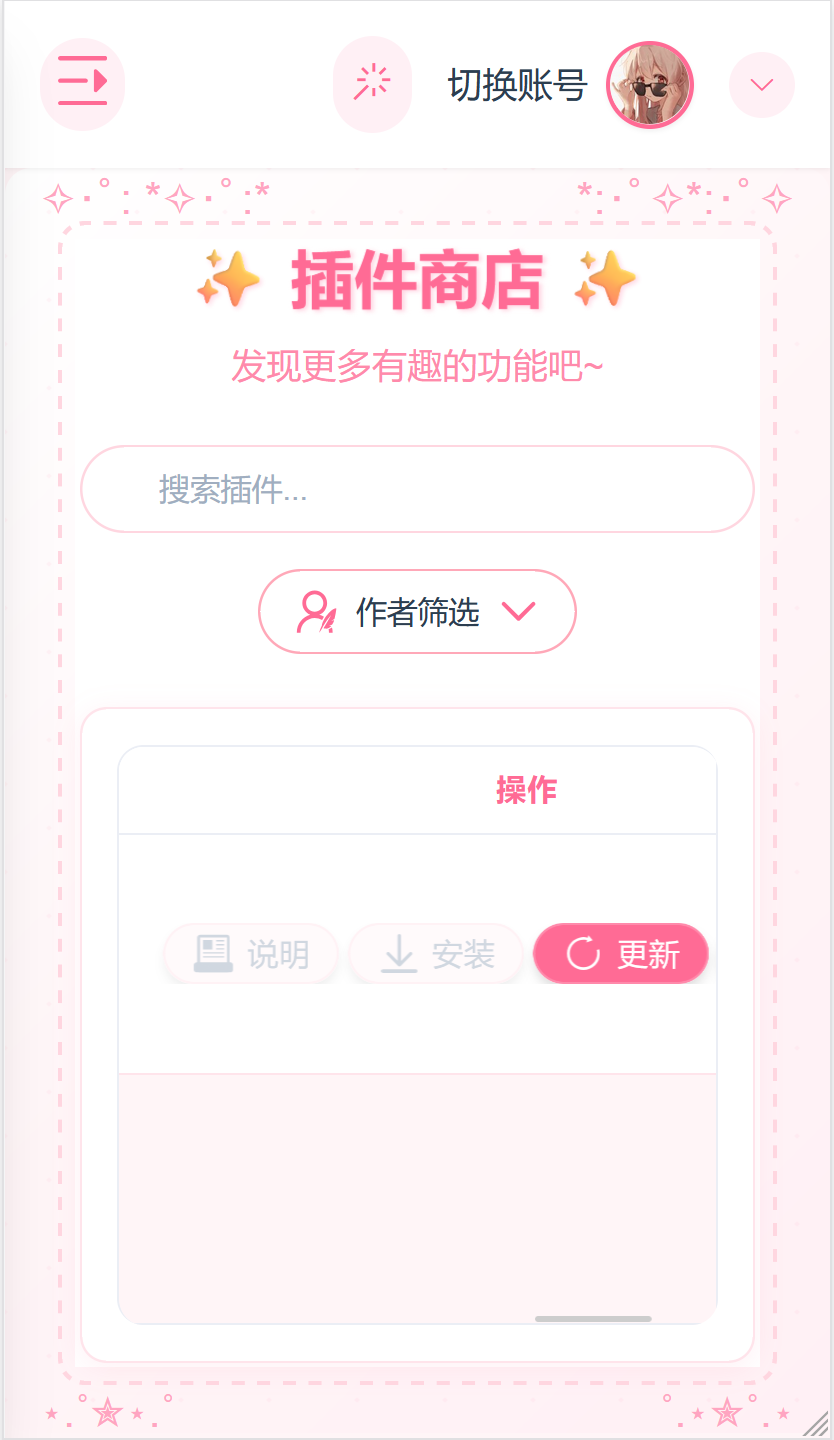 切换账号
✧･ﾟ: *✧･ﾟ:* *:･ﾟ✧*:･ﾟ✧
✨ 插件商店 ✨
发现更多有趣的功能吧~
搜索插件...
作者筛选
操作
说明 安装 更新
⋆.˚✮⋆.˚ ˚.⋆✮˚.⋆